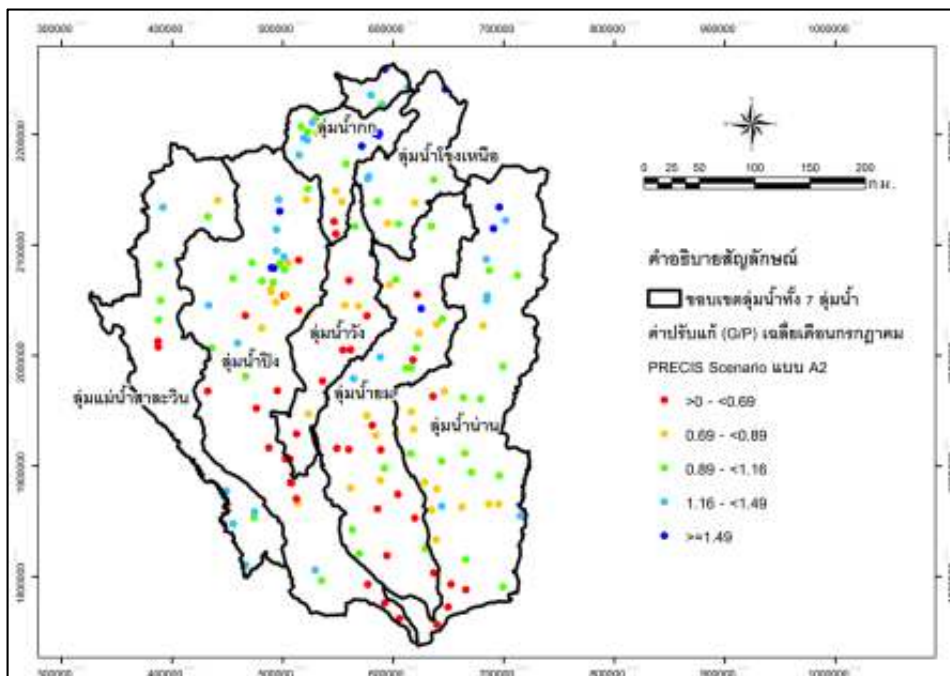 300000 400000 500000 600000 700000 800000 900000 1000000
2200000 2100000 2000000 1900000 1800000
ลุ่มน้ำกก
ลุ่มน้ำโขงเหนือ
ลุ่มน้ำวัง
ลุ่มน้ำปิง
ลุ่มแม่น้ำสาละวิน
ลุ่มน้ำยม
ลุ่มน้ำน่าน
0 25 50 100 150 200
กม.
คำอธิบายสัญลักษณ์
ขอบเขตลุ่มน้ำทั้ง 7 ลุ่มน้ำ
ค่าปรับแก้ (G/P) เฉลี่ยเดือนกรกฎาคม
PRECIS Scenario แบบ A2
>0 - <0.69
0.69 - <0.89
0.89 - <1.16
1.16 - <1.49
>=1.49
300000 400000 500000 600000 700000 800000 900000 1000000